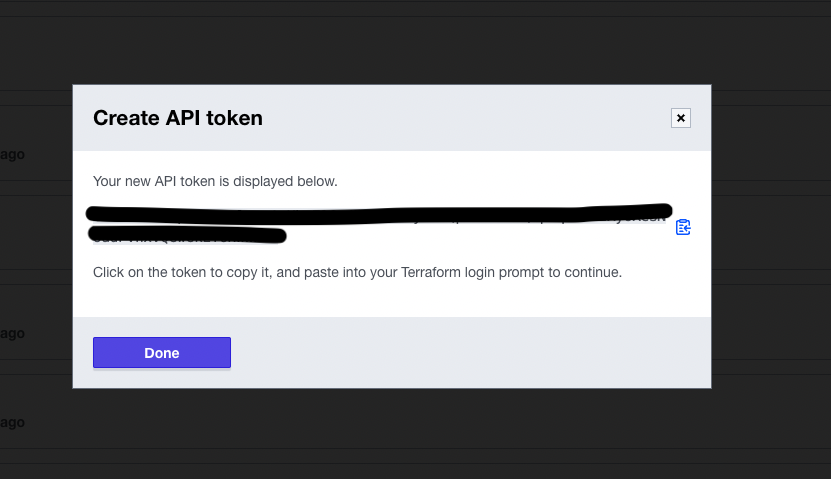 Create API token
Your new API token is displayed below.
Click on the token to copy it, and paste into your Terraform login prompt to continue.
Done
ago
ago
ago